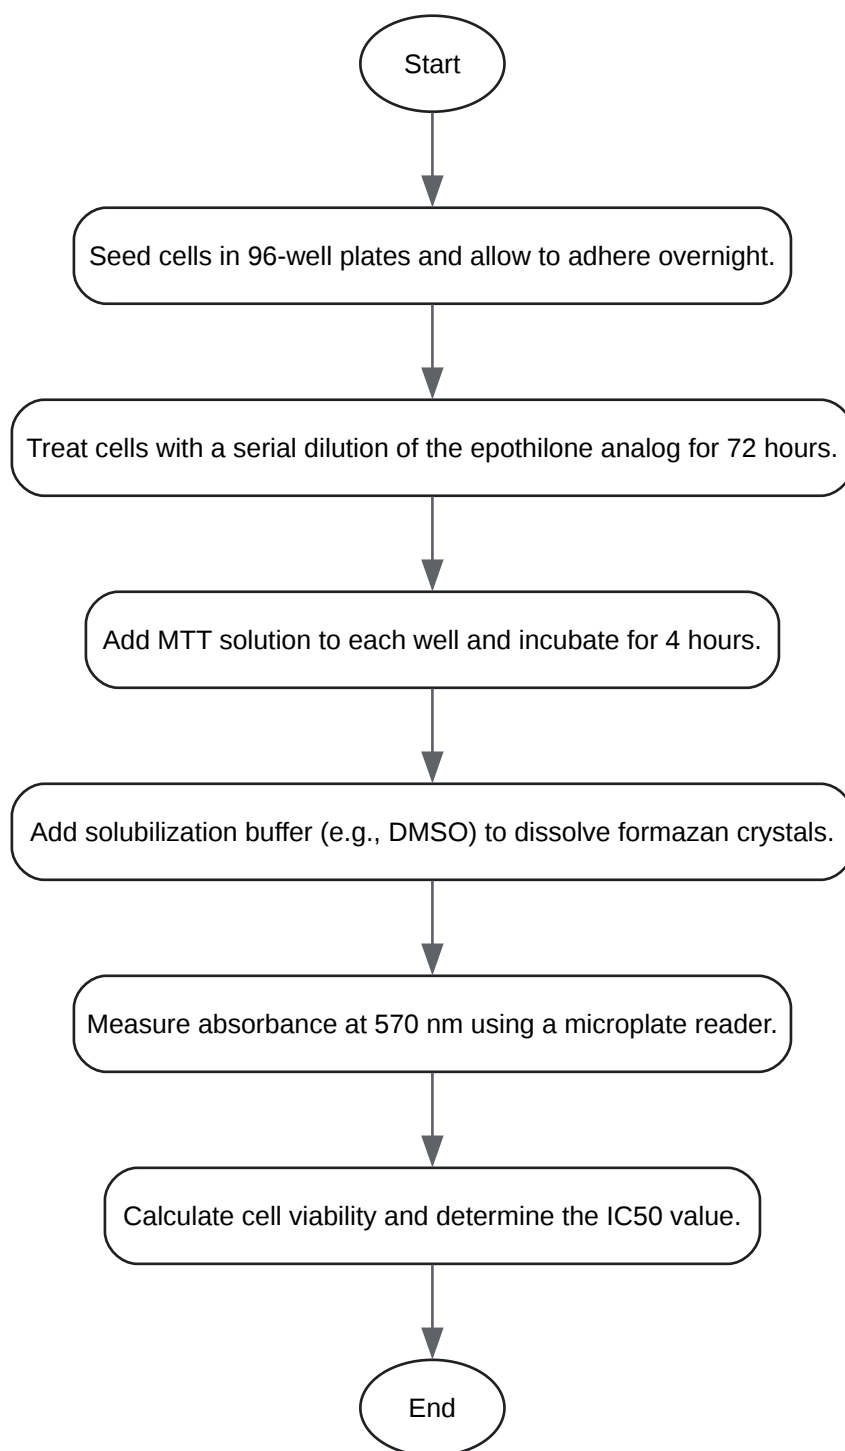 Start
Seed cells in 96-well plates and allow to adhere overnight.
Treat cells with a serial dilution of the epothilone analog for 72 hours.
Add MTT solution to each well and incubate for 4 hours.
Add solubilization buffer (e.g., DMSO) to dissolve formazan crystals.
Measure absorbance at 570 nm using a microplate reader.
Calculate cell viability and determine the IC50 value.
End